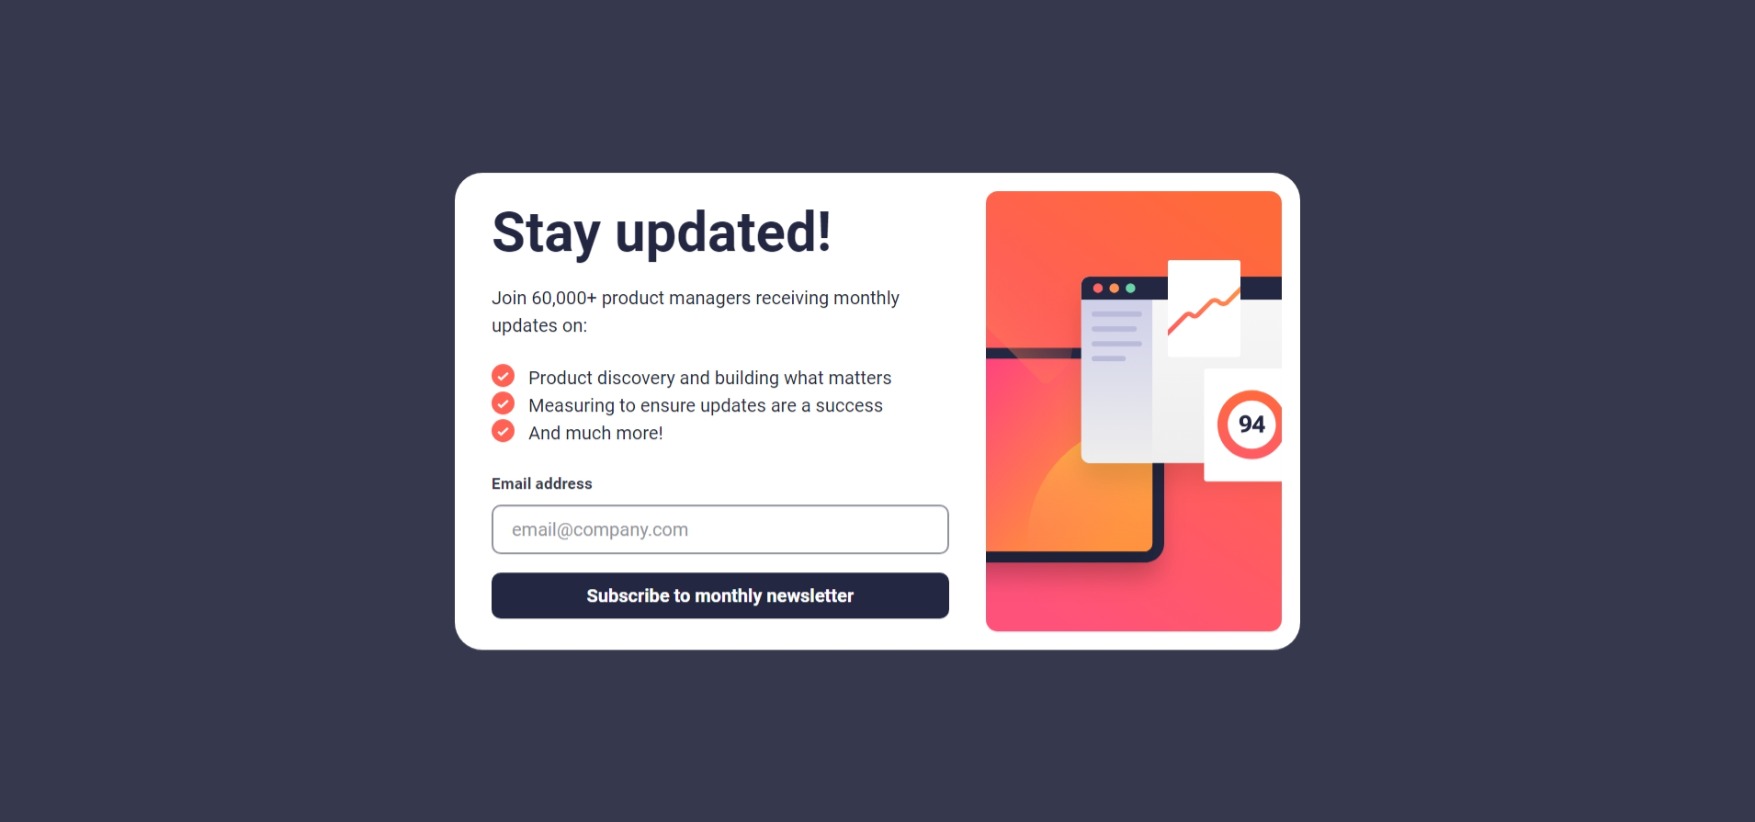 Stay updated!
Join 60,000+ product managers receiving monthly
updates on:
Product discovery and building what matters
Measuring to ensure updates are a success
And much more!
Email address
email@company.com
Subscribe to monthly newsletter
94